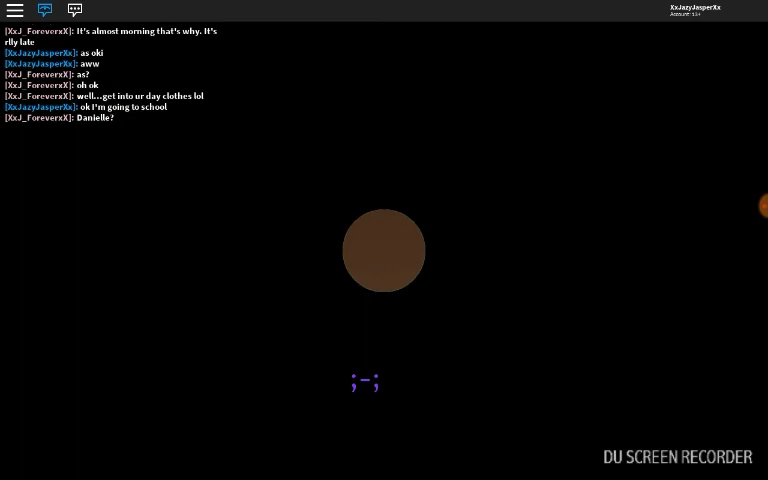 XxJazyJasperXx
Account: 13+
[XxJ_ForeverxX]: It's almost morning that's why. It's
rlly late
[XxJazyJasperXx]: as oki
[XxJazyJasperXx]: aww
[XxJ_ForeverxX]: as?
[XxJ_ForeverxX]: oh ok
[XxJ_ForeverxX]: well...get into ur day clothes lol
[XxJazyJasperXx]: ok I'm going to school
[XxJ_ForeverxX]: Danielle?
;-;
DU SCREEN RECORDER